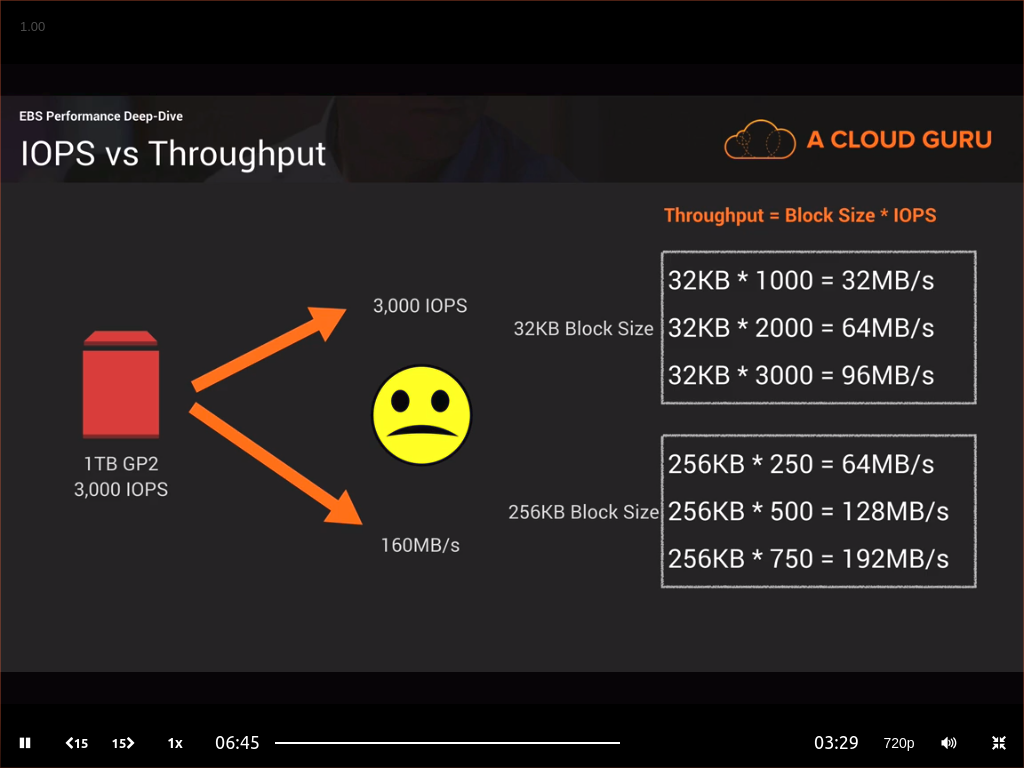 1.00
EBS Performance Deep-Dive
IOPS vs Throughput
A CLOUD GURU
Throughput = Block Size * IOPS
32KB * 1000 = 32MB/s
3,000 IOPS
32KB Block Size
32KB * 2000 = 64MB/s
32KB * 3000 = 96MB/s
1TB GP2
3,000 IOPS
256KB * 250 = 64MB/s
256KB Block Size
256KB * 500 = 128MB/s
160MB/s
256KB * 750 = 192MB/s
15
15
1x
06:45
03:29
720p